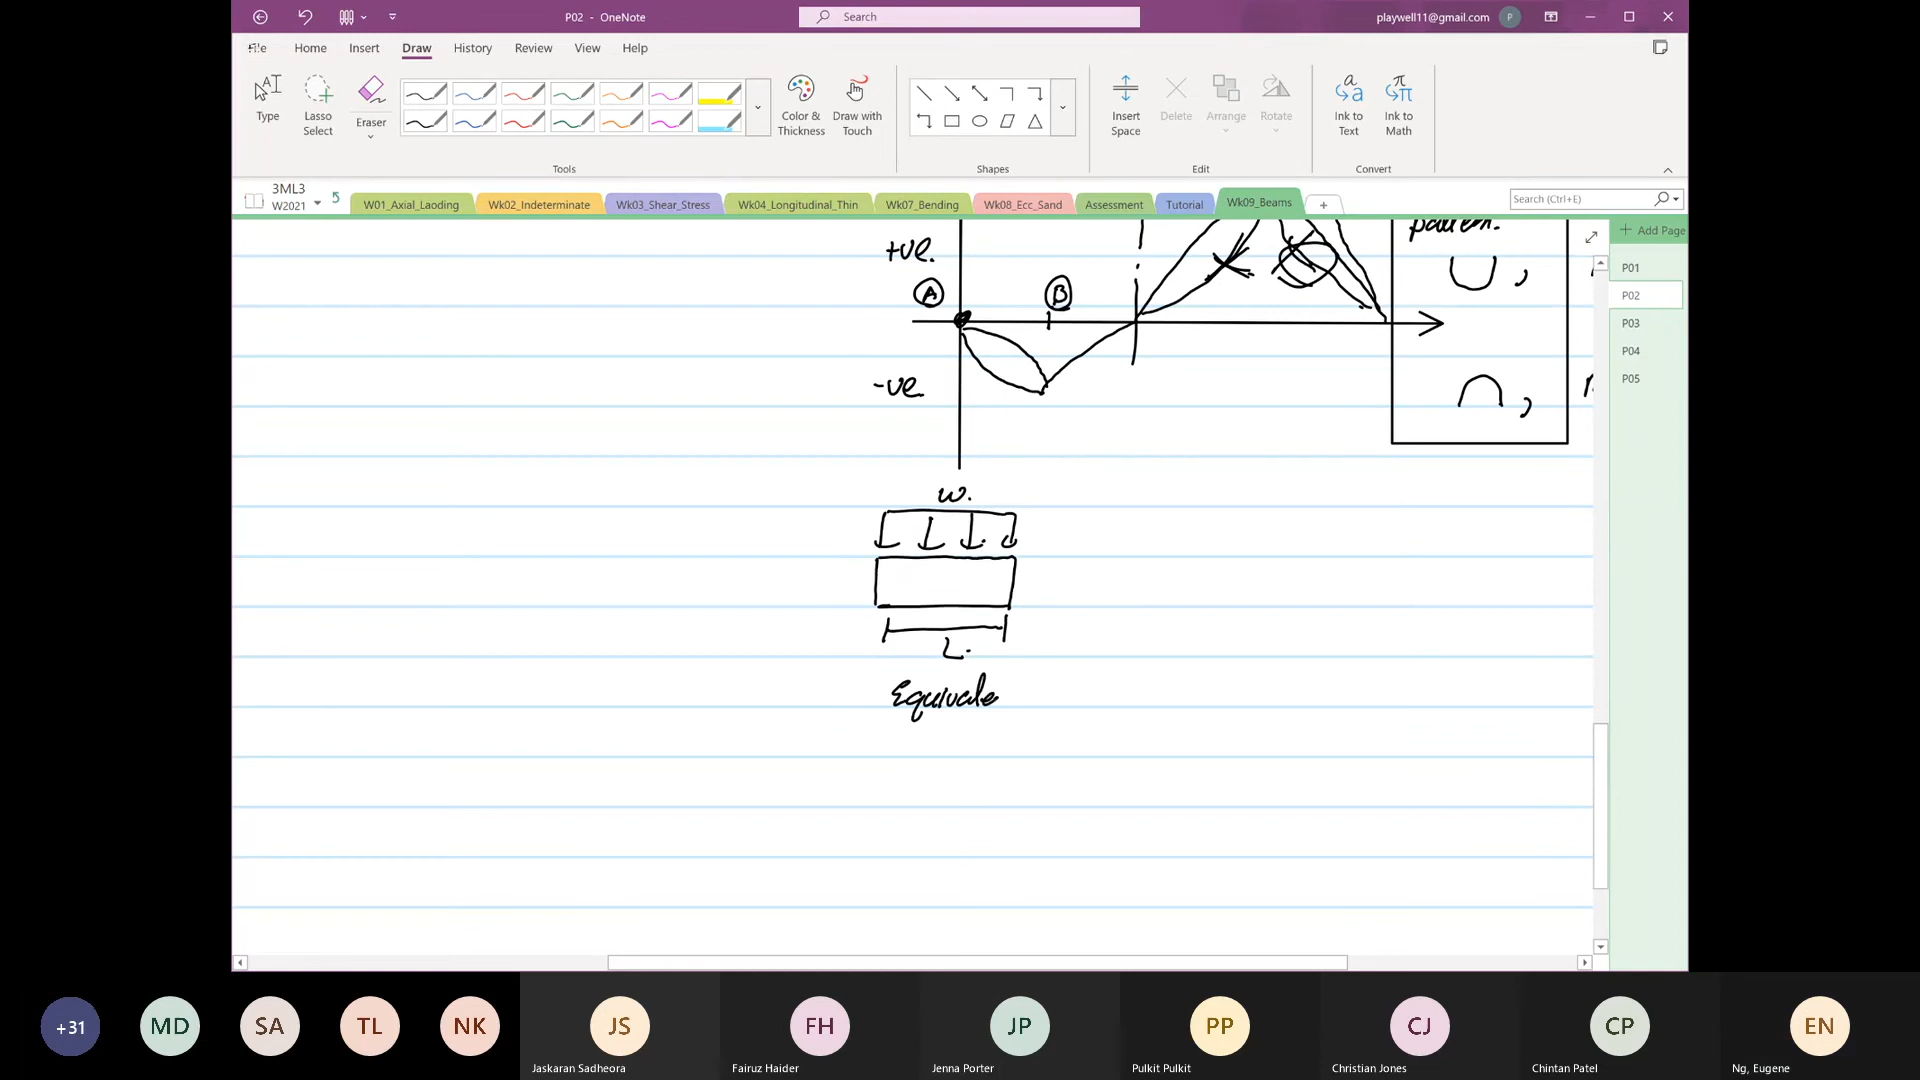 P02 - OneNote
Search
playwell11@gmail.com
P
File
Home
Insert
Draw
History
Review
View
Help
Type
Lasso
Select
Eraser
Color &
Thickness
Draw with
Touch
Insert
Space
Delete
Arrange
Rotate
Ink to
Text
Ink to
Math
Tools
Shapes
Edit
Convert
3ML3
W2021
W01_Axial_Laoding
Wk02_Indeterminate
Wk03_Shear_Stress
Wk04_Longitudinal_Thin
Wk07_Bending
Wk08_Ecc_Sand
Assessment
Tutorial
Wk09_Beams
+
Search (Ctrl+E)
+ Add Page
P01
P02
P03
P04
P05
+ve.
A
B
-ve
w.
L.
Equivale
+31
MD
SA
TL
NK
JS
FH
JP
PP
CJ
CP
EN
Jaskaran Sadheora
Fairuz Haider
Jenna Porter
Pulkit Pulkit
Christian Jones
Chintan Patel
Ng, Eugene